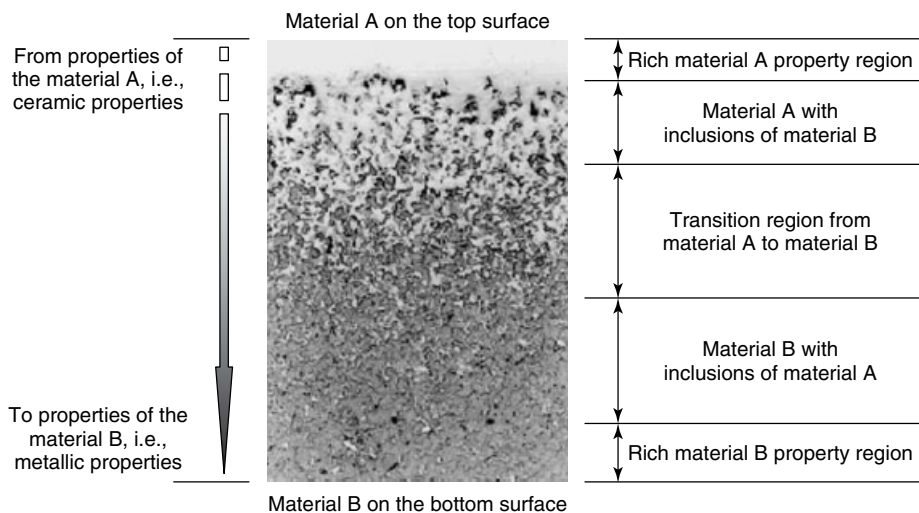 Material A on the top surface
From properties of
the material A, i.e.,
ceramic properties
To properties of the
material B, i.e.,
metallic properties
Rich material A property region
Material A with
inclusions of material B
Transition region from
material A to material B
Material B with
inclusions of material A
Rich material B property region
Material B on the bottom surface